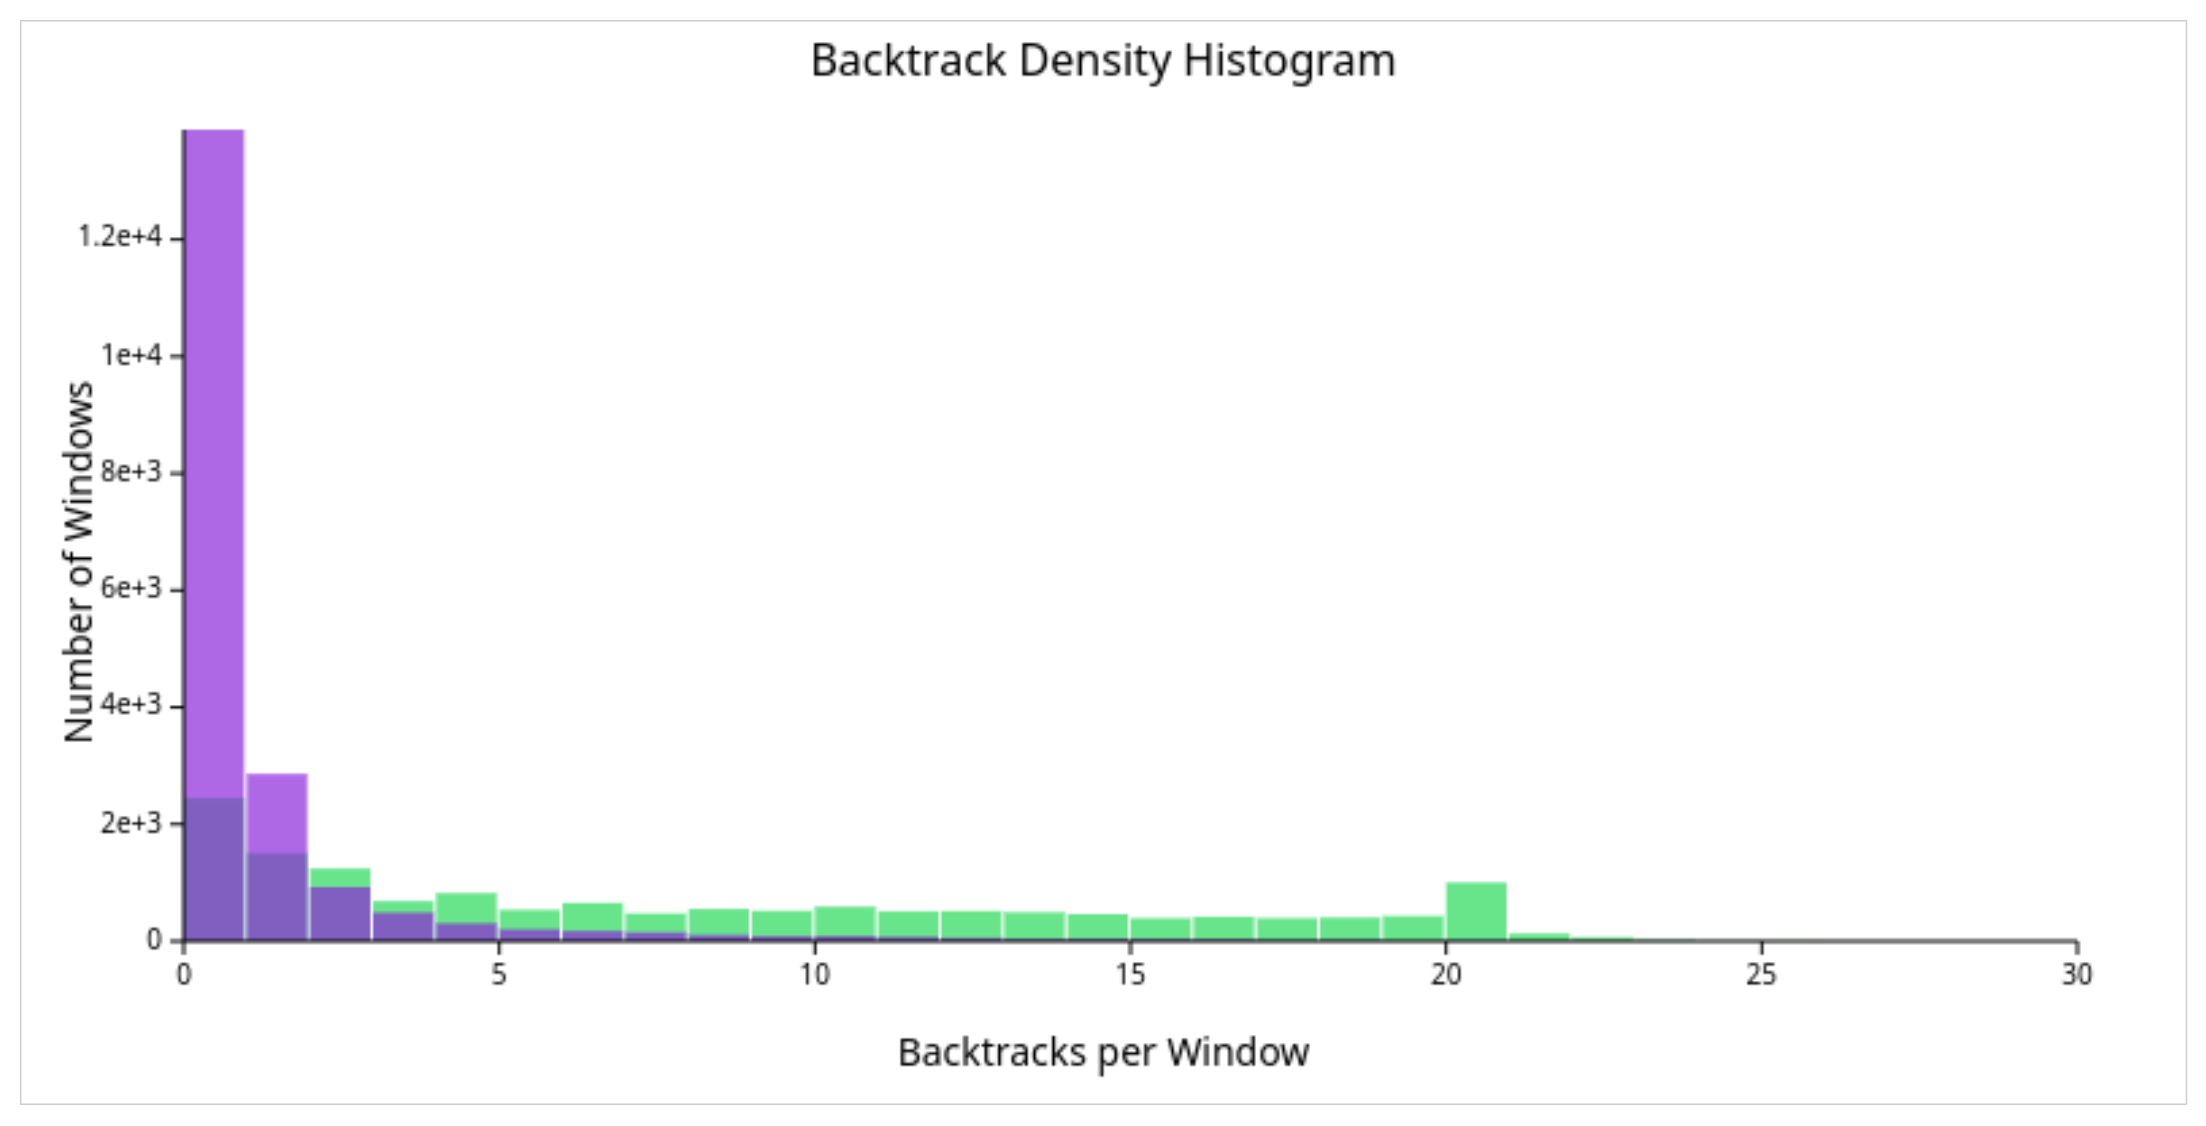 Backtrack Density Histogram
Number of Windows
1.2e+4
1e+4
8e+3
6e+3
4e+3
2e+3
0
0 5 10 15 20 25 30
Backtracks per Window